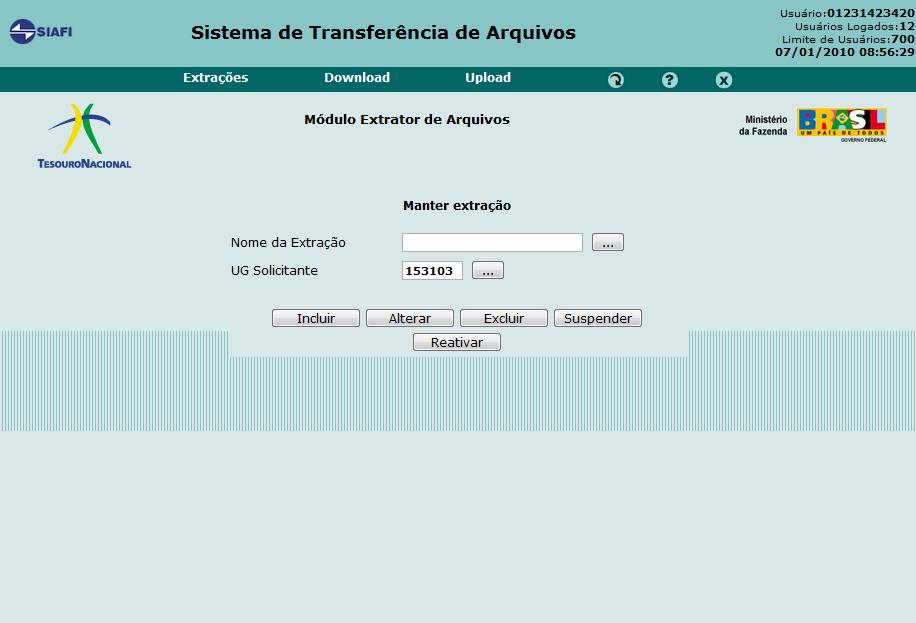 SIAFI
Sistema de Transferência de Arquivos
Usuário:01231423420
Usuários Logados:12
Limite de Usuários:700
07/01/2010 08:56:29
Extrações Download Upload ? X
TESOURONACIONAL
Módulo Extrator de Arquivos
Ministério
da Fazenda
BRASIL
UM PAÍS DE TODOS
GOVERNO FEDERAL
Manter extração
Nome da Extração ...
UG Solicitante 153103 ...
Incluir Alterar Excluir Suspender
Reativar